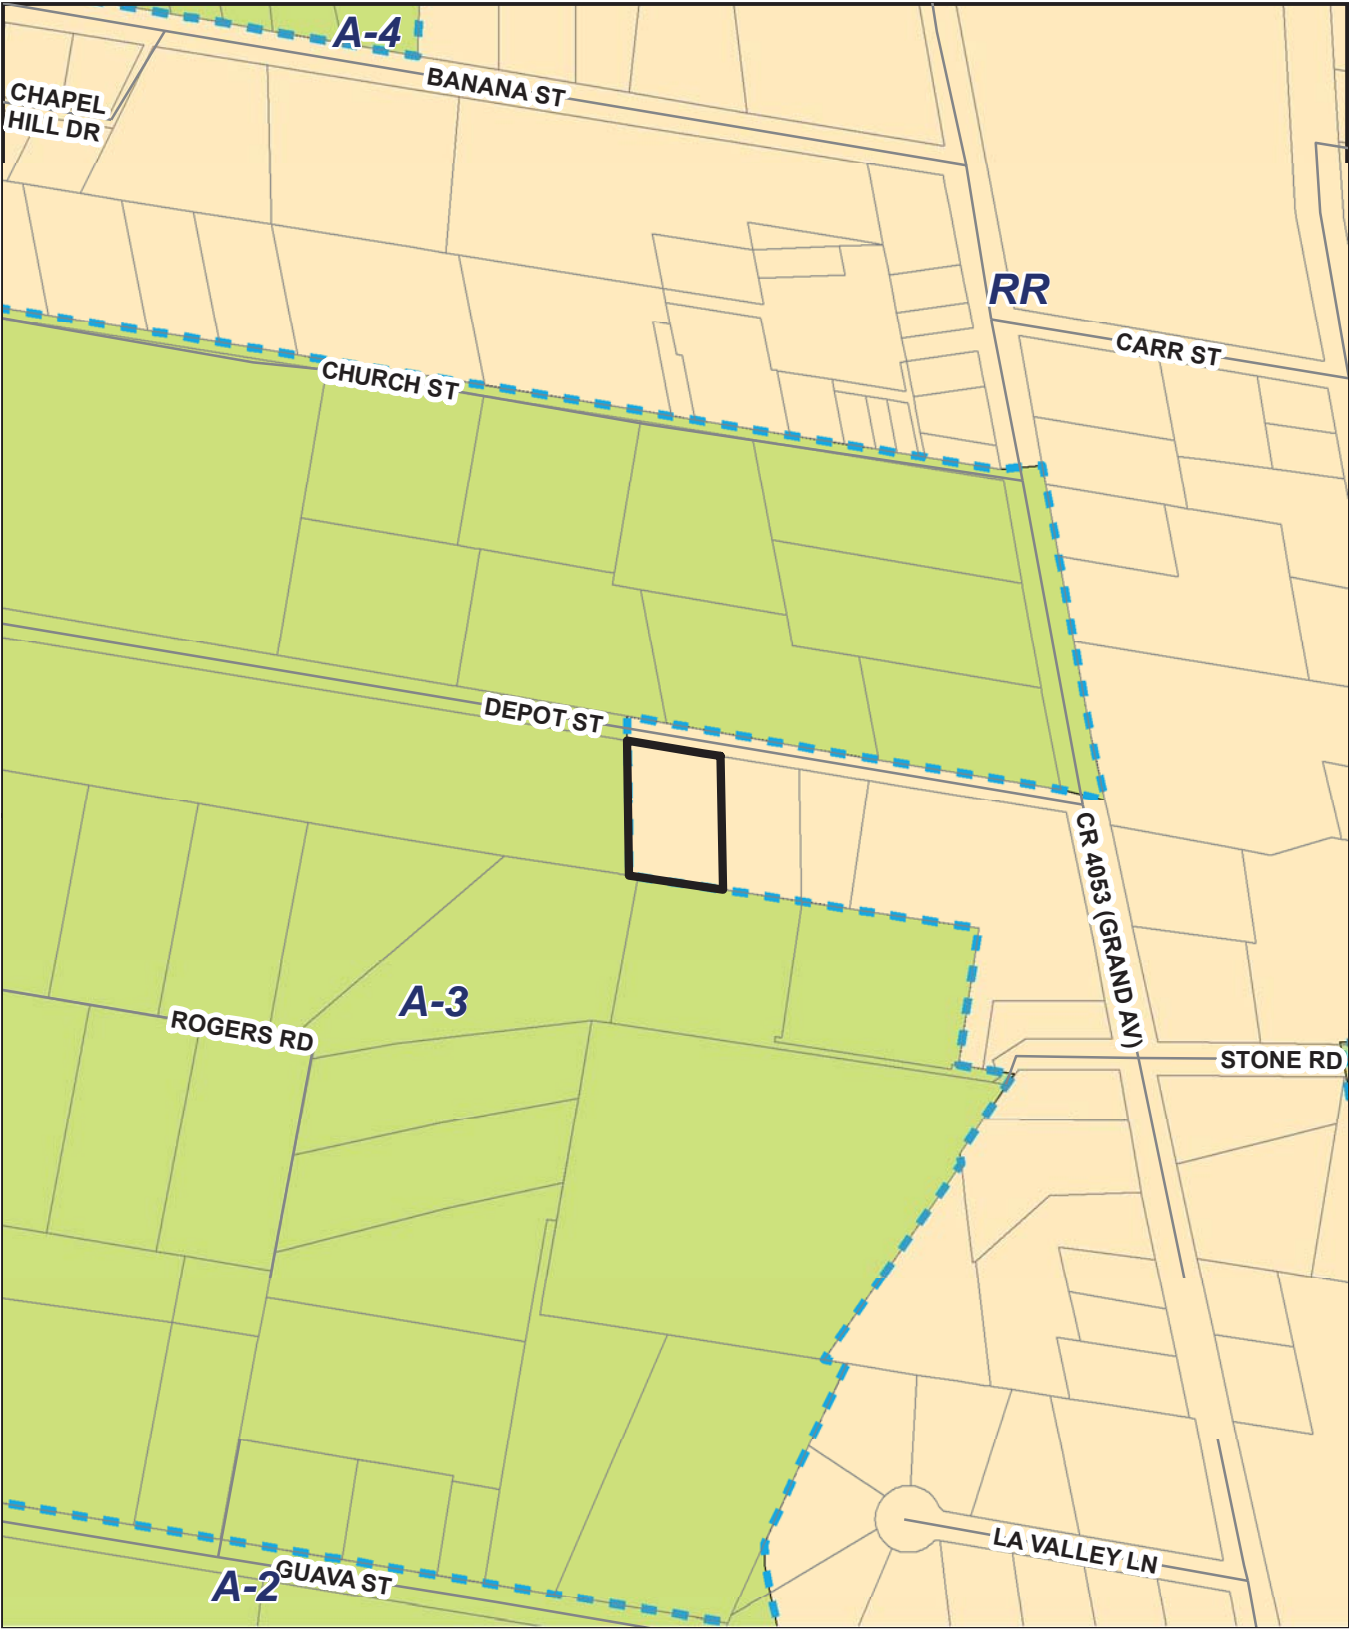 A-4
BANANA ST
CHAPEL
HILL DR
RR
CARR ST
CHURCH ST
DEPOT ST
CR 4053 (GRAND AV)
A-3
ROGERS RD
STONE RD
LA VALLEY LN
GUAVA ST
A-2